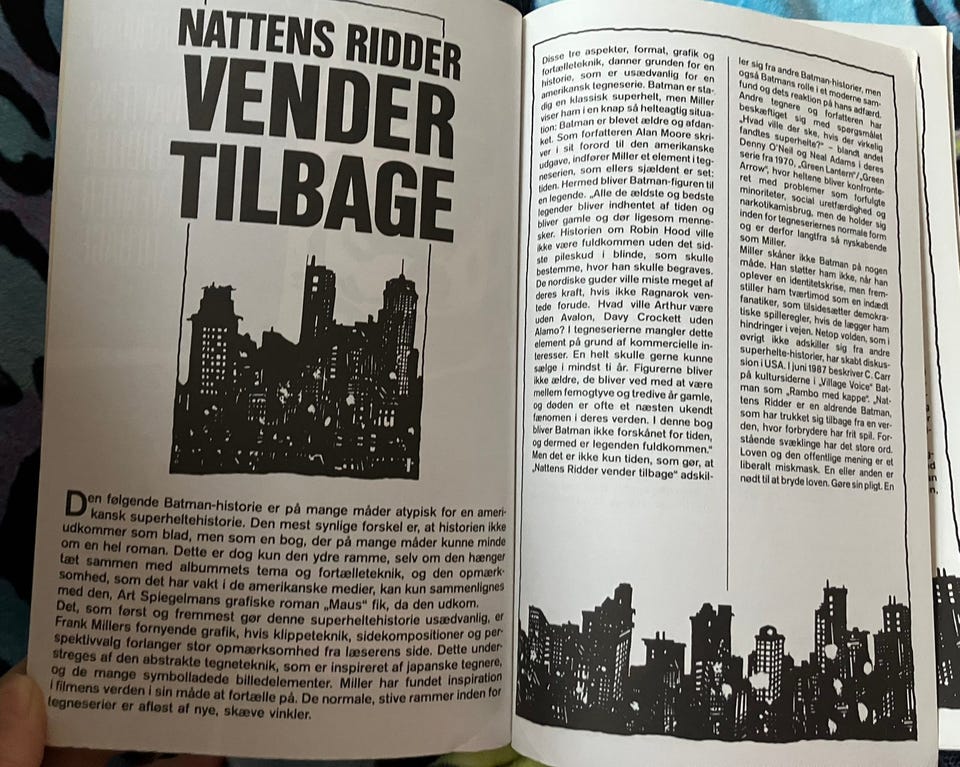 NATTENS RIDDER
VENDER
TILBAGE
Den følgende Batman-historie er på mange måder atypisk for en ameri-
kansk superheltehistorie. Den mest synlige forskel er, at historien ikke
udkommer som blad, men som en bog, der på mange måder kunne minde
om en hel roman. Dette er dog kun den ydre ramme, selv om den hænger
tæt sammen med albummets tema og fortælleteknik, og den opmærk-
somhed, som det har vakt i de amerikanske medier, kan kun sammenlignes
med den, Art Spiegelmans grafiske roman „Maus" fik, da den udkom.
Det, som først og fremmest gør denne superheltehistorie usædvanlig, er
Frank Millers fornyende grafik, hvis klippeteknik, sidekompositioner og per-
spektivvalg forlanger stor opmærksomhed fra læserens side. Dette under-
streges af den abstrakte tegneteknik, som er inspireret af japanske tegnere,
og de mange symbolladede billedelementer. Miller har fundet inspiration
i filmens verden i sin måde at fortælle på. De normale, stive rammer inden for
tegneserier er afløst af nye, skæve vinkler.
Disse tre aspekter, format, grafik og
fortælleteknik, danner grunden for en
historie, som er usædvanlig for en
amerikansk tegneserie. Batman er sta-
dig en klassisk superhelt, men Miller
viser ham i en knap så helteagtig situa-
tion: Batman er blevet ældre og afdan-
ket. Som forfatteren Alan Moore skri-
ver i sit forord til den amerikanske
udgave, indfører Miller et element i teg-
neserien, som ellers sjældent er set:
tiden. Hermed bliver Batman-figuren til
en legende. „Alle de ældste og bedste
legender bliver indhentet af tiden og
bliver gamle og dør ligesom menne-
sker. Historien om Robin Hood ville
ikke være fuldkommen uden det sid-
ste pileskud i blinde, som skulle
bestemme, hvor han skulle begraves.
De nordiske guder ville miste meget af
deres kraft, hvis ikke Ragnarok ven-
tede forude. Hvad ville Arthur være
uden Avalon, Davy Crockett uden
Alamo? I tegneserierne mangler dette
element på grund af kommercielle in-
teresser. En helt skulle gerne kunne
sælge i mindst ti år. Figurerne bliver
ikke ældre, de bliver ved med at være
mellem femogtyve og tredive år gamle,
og døden er ofte et næsten ukendt
fænomen i deres verden. I denne bog
bliver Batman ikke forskånet for tiden,
og dermed er legenden fuldkommen."
Men det er ikke kun tiden, som gør, at
„Nattens Ridder vender tilbage" adskil-
ler sig fra andre Batman-historier, men
også Batmans rolle i et moderne sam-
fund og dets reaktion på hans adfærd.
Andre tegnere og forfattere har
beskæftiget sig med spørgsmålet
„Hvad ville der ske, hvis der virkelig
fandtes superhelte?" – blandt andet
Denny O'Neil og Neal Adams i deres
serie fra 1970, „Green Lantern"/„Green
Arrow", hvor heltene bliver konfronte-
ret med problemer som forfulgte
minoriteter, social uretfærdighed og
narkotikamisbrug, men de holder sig
inden for tegneseriernes normale form
og er derfor langtfra så nyskabende
som Miller.
Miller skåner ikke Batman på nogen
måde. Han støtter ham ikke, når han
oplever en identitetskrise, men frem-
stiller ham tværtimod som en indædt
fanatiker, som tilsidesætter demokra-
tiske spilleregler, hvis de lægger ham
hindringer i vejen. Netop volden, som i
øvrigt ikke adskiller sig fra andre
superhelte-historier, har skabt diskus-
sion i USA. I juni 1987 beskriver C. Carr
på kultursiderne i „Village Voice" Bat-
man som „Rambo med kappe". „Nat-
tens Ridder er en aldrende Batman,
som har trukket sig tilbage fra en ver-
den, hvor forbrydere har frit spil. For-
stående svæklinge har det store ord.
Loven og den offentlige mening er et
liberalt miskmask. En eller anden er
nødt til at bryde loven. Gøre sin pligt. En